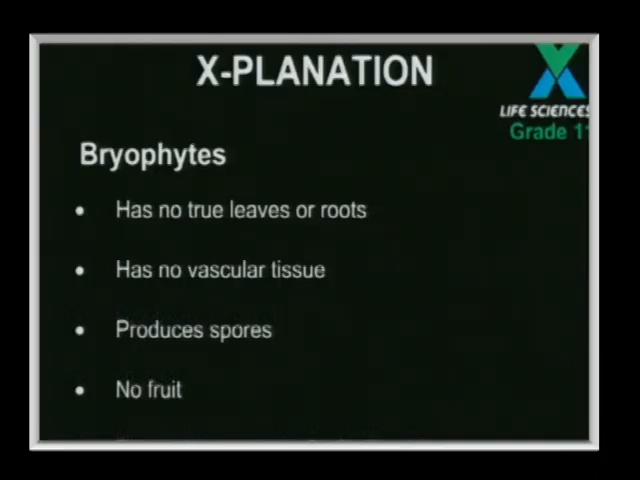 X-PLANATION
LIFE SCIENCES
Grade 11
Bryophytes
• Has no true leaves or roots
• Has no vascular tissue
• Produces spores
• No fruit